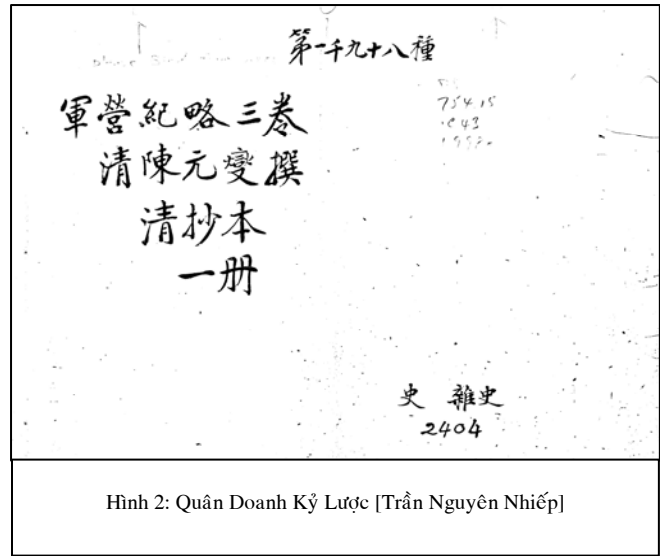 第一千九十八種
軍營紀略三卷
清陳元燮撰
清抄本
一册
史 雜史
2404
Hình 2: Quân Doanh Kỷ Lược [Trần Nguyên Nhiếp]